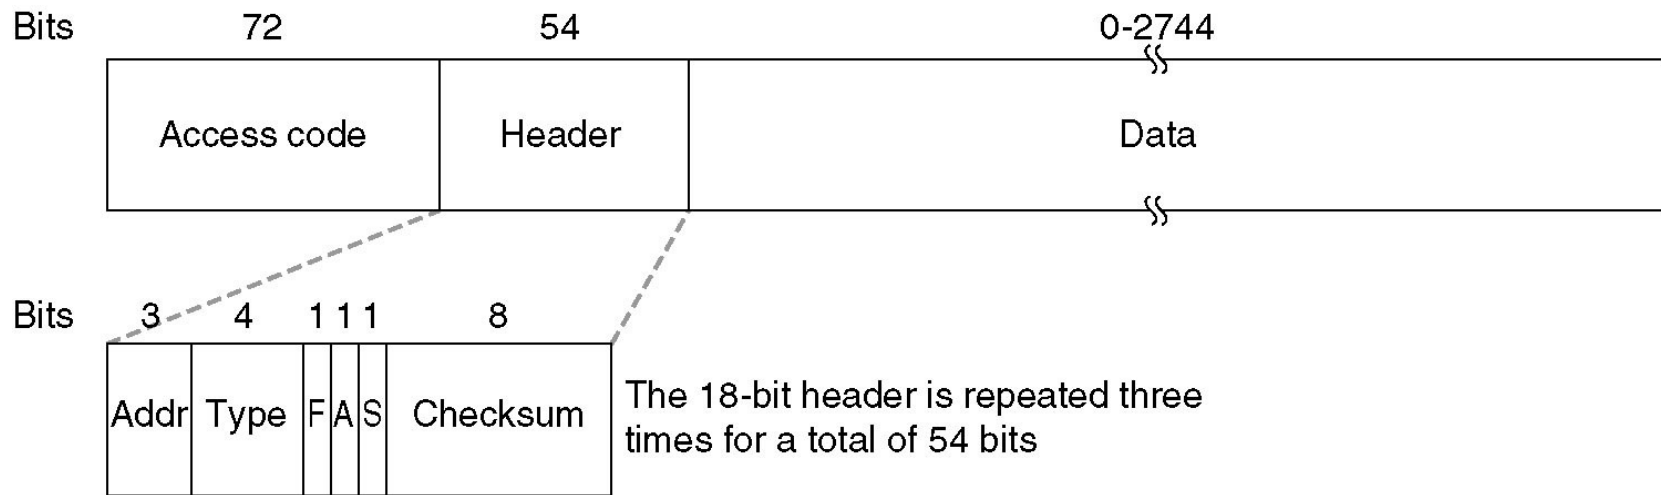 Bits 72 54 0-2744
Access code Header Data
Bits 3 4 1 1 1 8
Addr Type F A S Checksum
The 18-bit header is repeated three
times for a total of 54 bits